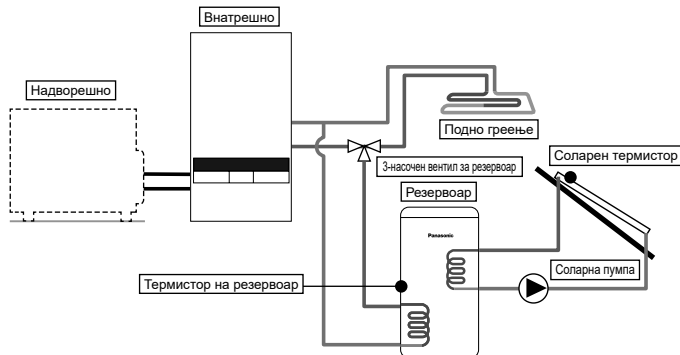 Внатрешно
Надворешно
Подно греење
Соларен термистор
3-насочен вентил за резервоар
Резервоар
Panasonic
Соларна пумпа
Термистор на резервоар